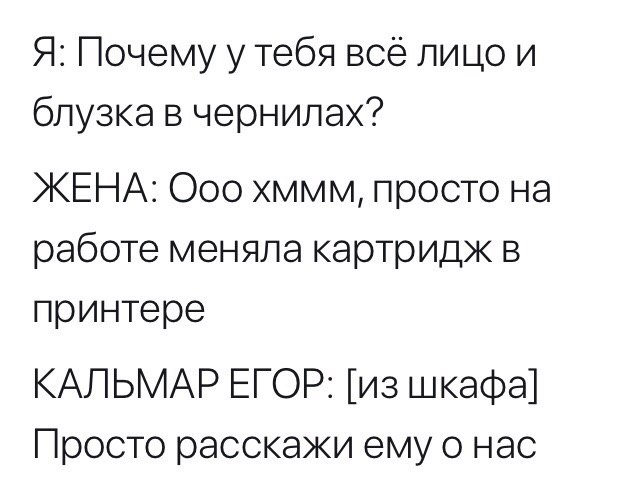 Я: Почему у тебя всё лицо и
блузка в чернилах?
ЖЕНА: Ооо хммм, просто на
работе меняла картридж в
принтере
КАЛЬМАР ЕГОР: [из шкафа]
Просто расскажи ему о нас